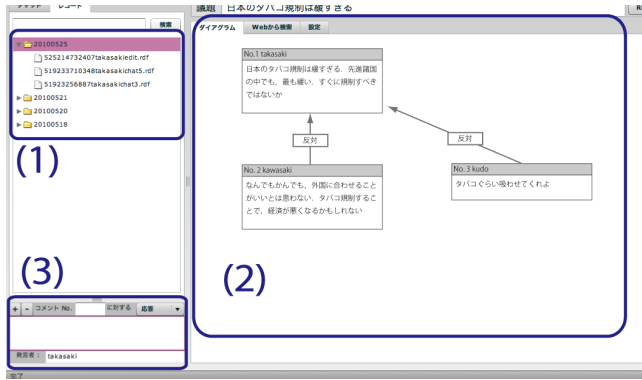 チャット レコード
議題 日本のタバコ規制は緩すぎる
検索
ダイアグラム Webから検索 設定
20100525
525214732407takasakiedit.rdf
519233710348takasakichat5.rdf
51923256887takasakichat3.rdf
20100521
20100520
20100518
(1)
No.1 takasaki
日本のタバコ規制は緩すぎる．先進諸国
の中でも，最も緩い．すぐに規制すべき
ではないか
反対
反対
No. 2 kawasaki
なんでもかんでも，外国に合わせること
がいいとは思わない．タバコ規制するこ
とで，経済が悪くなるかもしれない
No. 3 kudo
タバコぐらい吸わせてくれよ
(2)
(3)
+ - コメント No. に対する 応答
発言者： takasaki
完了